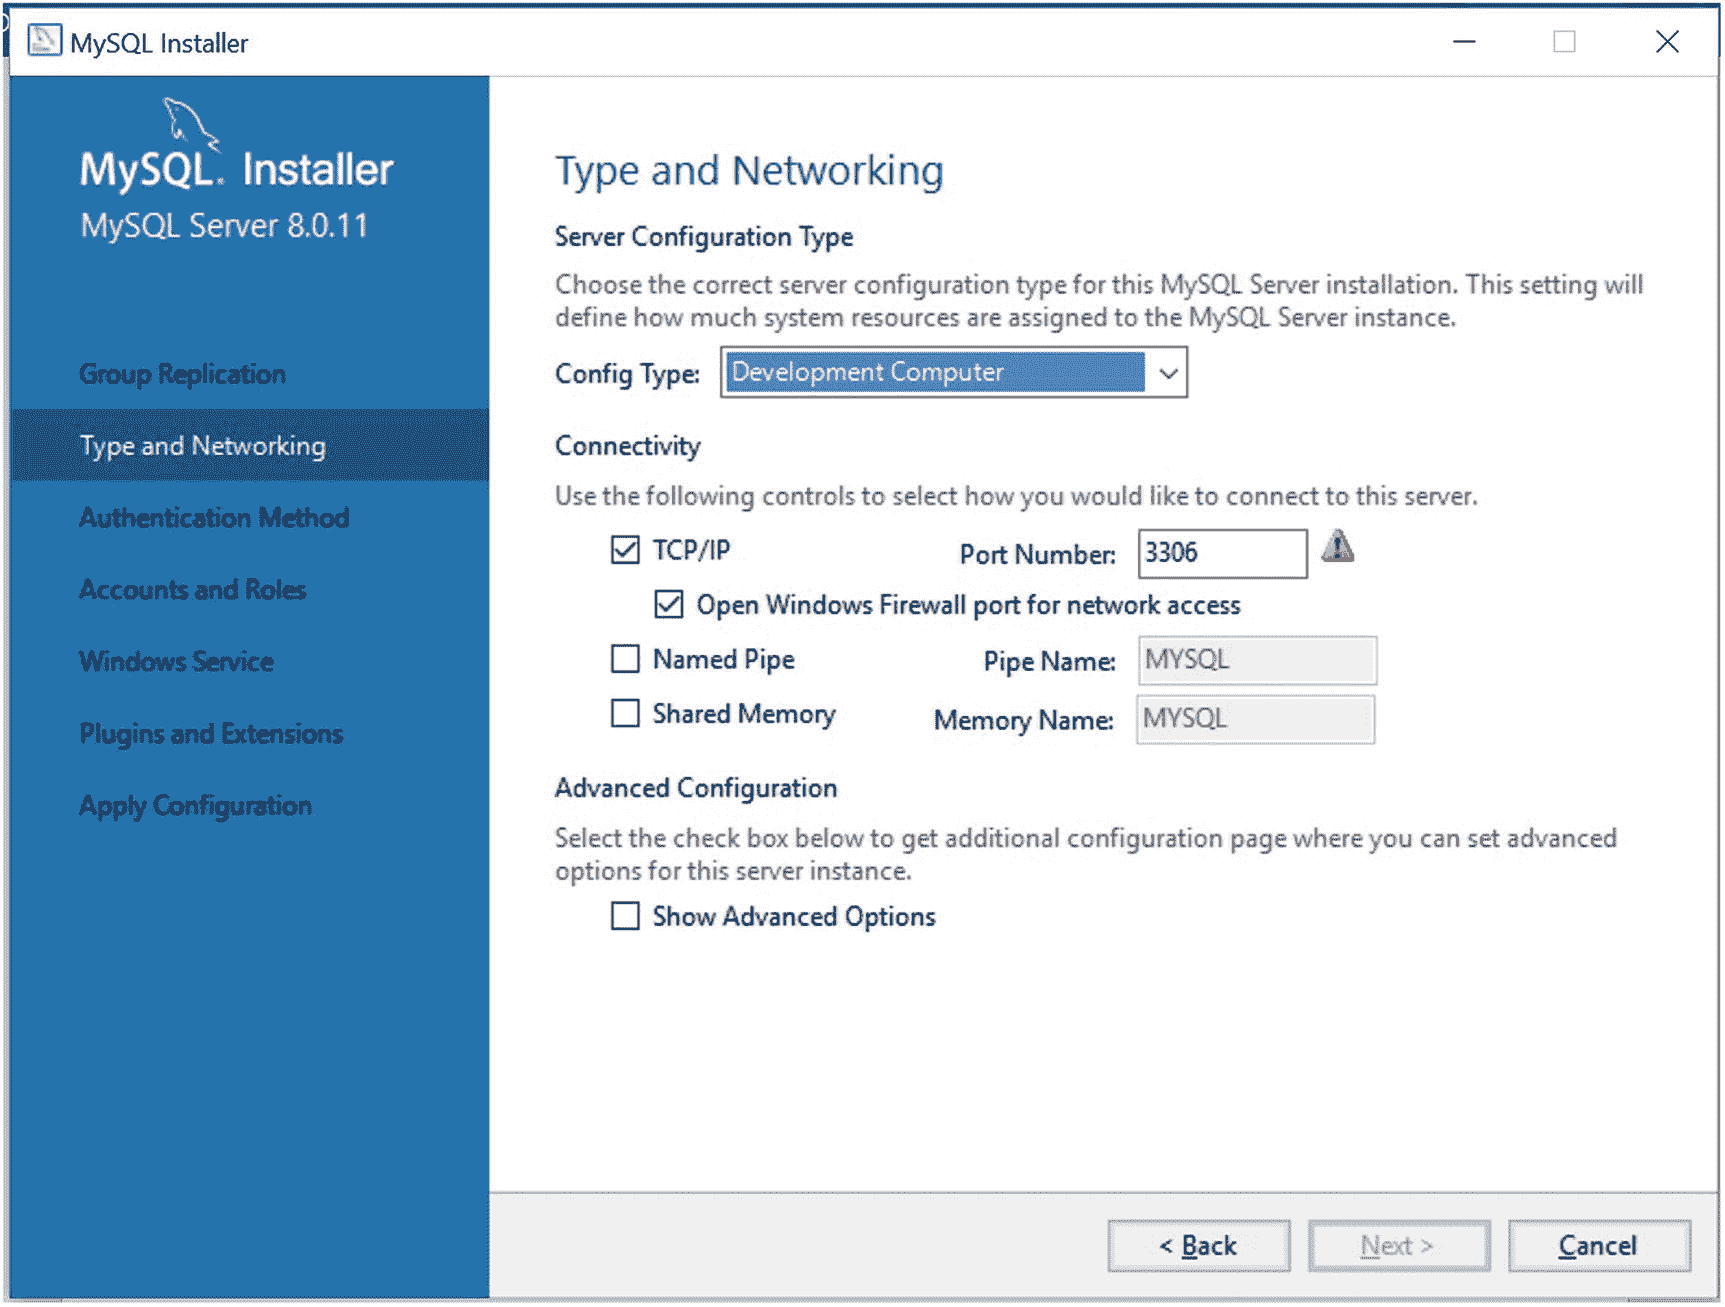 MySQL Installer
MySQL. Installer
MySQL Server 8.0.11
Group Replication
Type and Networking
Authentication Method
Accounts and Roles
Windows Service
Plugins and Extensions
Apply Configuration
Type and Networking
Server Configuration Type
Choose the correct server configuration type for this MySQL Server installation. This setting will
define how much system resources are assigned to the MySQL Server instance.
Config Type: Development Computer
Connectivity
Use the following controls to select how you would like to connect to this server.
TCP/IP Port Number: 3306
Open Windows Firewall port for network access
Named Pipe Pipe Name: MYSQL
Shared Memory Memory Name: MYSQL
Advanced Configuration
Select the check box below to get additional configuration page where you can set advanced
options for this server instance.
Show Advanced Options
< Back Next > Cancel